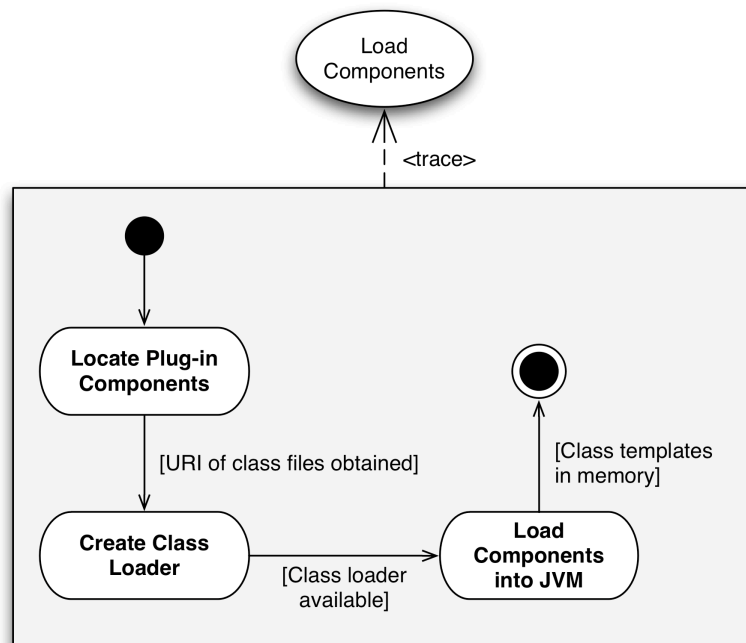 Load
Components
<trace>
Locate Plug-in
Components
[URI of class files obtained]
Create Class
Loader
[Class loader
available]
Load
Components
into JVM
[Class templates
in memory]